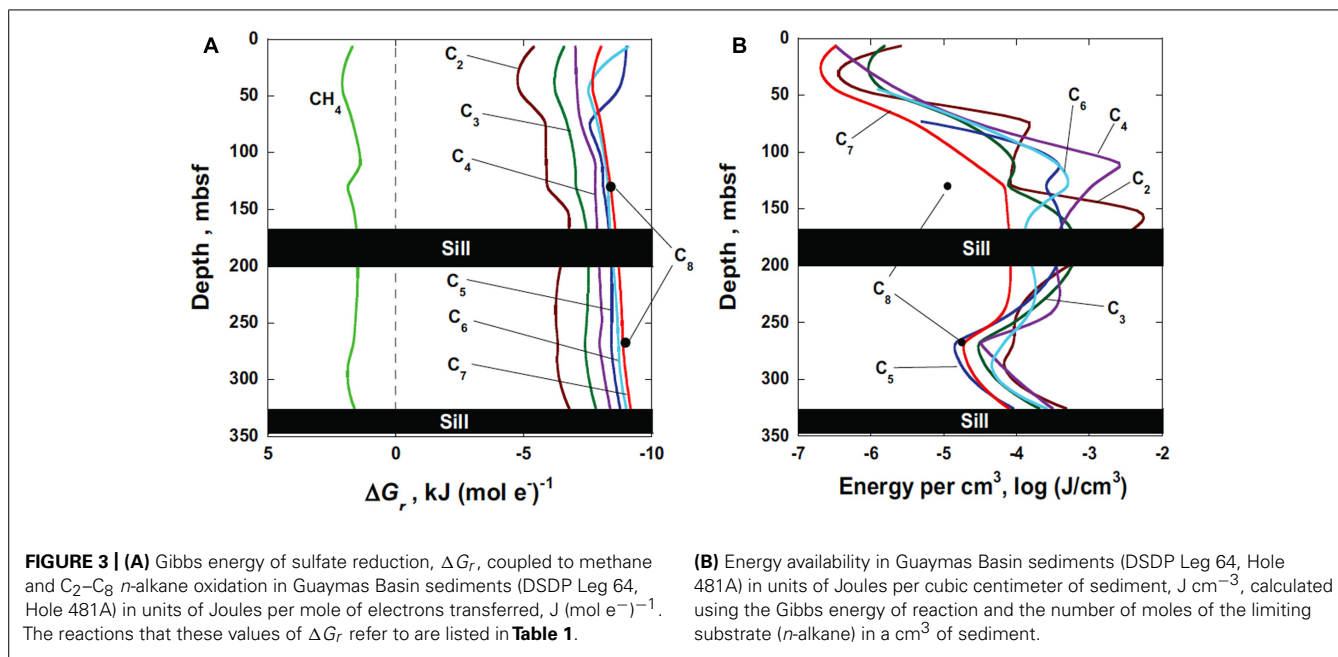 A
0
50
100
150
200
250
300
350
Depth , mbsf
CH4
C2
C3
C4
Sill
C5
C6
C7
C8
Sill
5
0
-5
-10
ΔGr , kJ (mol e-)-1
B
0
50
100
150
200
250
300
350
Depth , mbsf
C6
C4
C7
C2
Sill
C8
C3
C5
Sill
-7
-6
-5
-4
-3
-2
Energy per cm3, log (J/cm3)
FIGURE 3 | (A) Gibbs energy of sulfate reduction, ΔGr, coupled to methane
and C2–C8 n-alkane oxidation in Guaymas Basin sediments (DSDP Leg 64,
Hole 481A) in units of Joules per mole of electrons transferred, J (mol e−)−1.
The reactions that these values of ΔGr refer to are listed in Table 1.
(B) Energy availability in Guaymas Basin sediments (DSDP Leg 64, Hole
481A) in units of Joules per cubic centimeter of sediment, J cm−3, calculated
using the Gibbs energy of reaction and the number of moles of the limiting
substrate (n-alkane) in a cm3 of sediment.